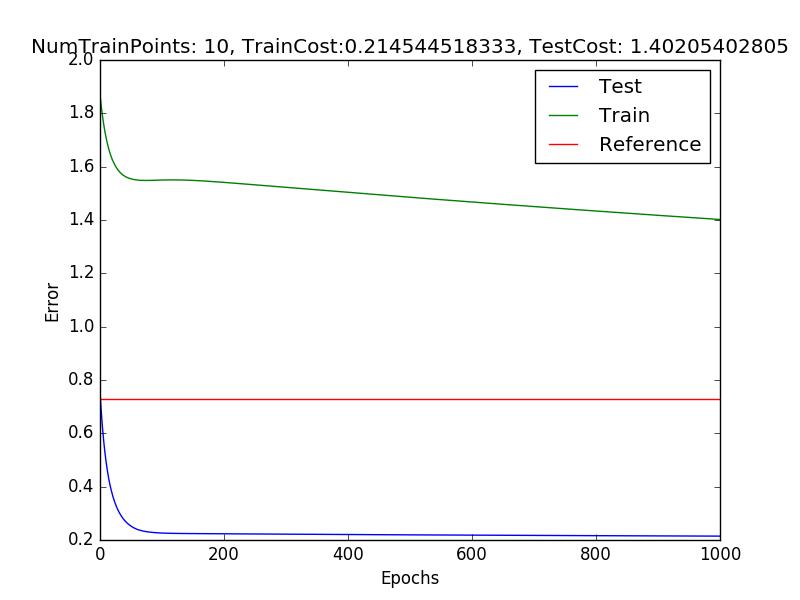 NumTrainPoints: 10, TrainCost:0.214544518333, TestCost: 1.40205402805
2.0
1.8
1.6
1.4
1.2
1.0
0.8
0.6
0.4
0.2
Error
Test
Train
Reference
0 200 400 600 800 1000
Epochs